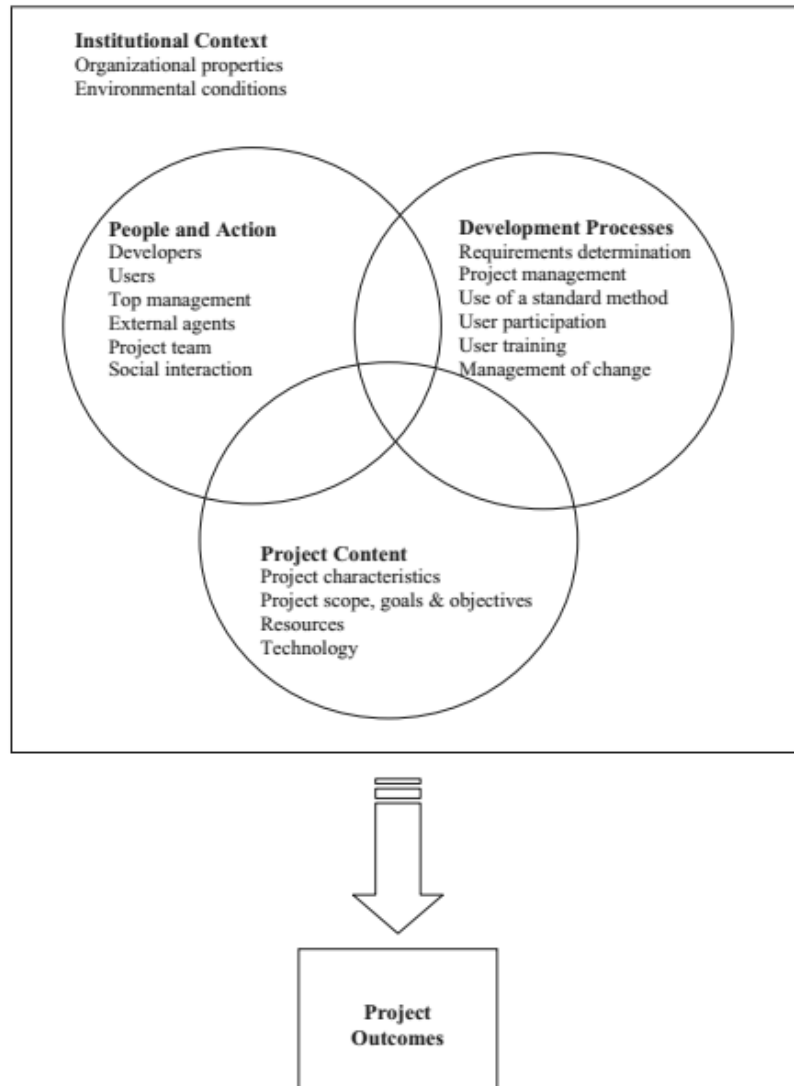 Institutional Context
Organizational properties
Environmental conditions
People and Action
Developers
Users
Top management
External agents
Project team
Social interaction
Development Processes
Requirements determination
Project management
Use of a standard method
User participation
User training
Management of change
Project Content
Project characteristics
Project scope, goals & objectives
Resources
Technology
Project
Outcomes